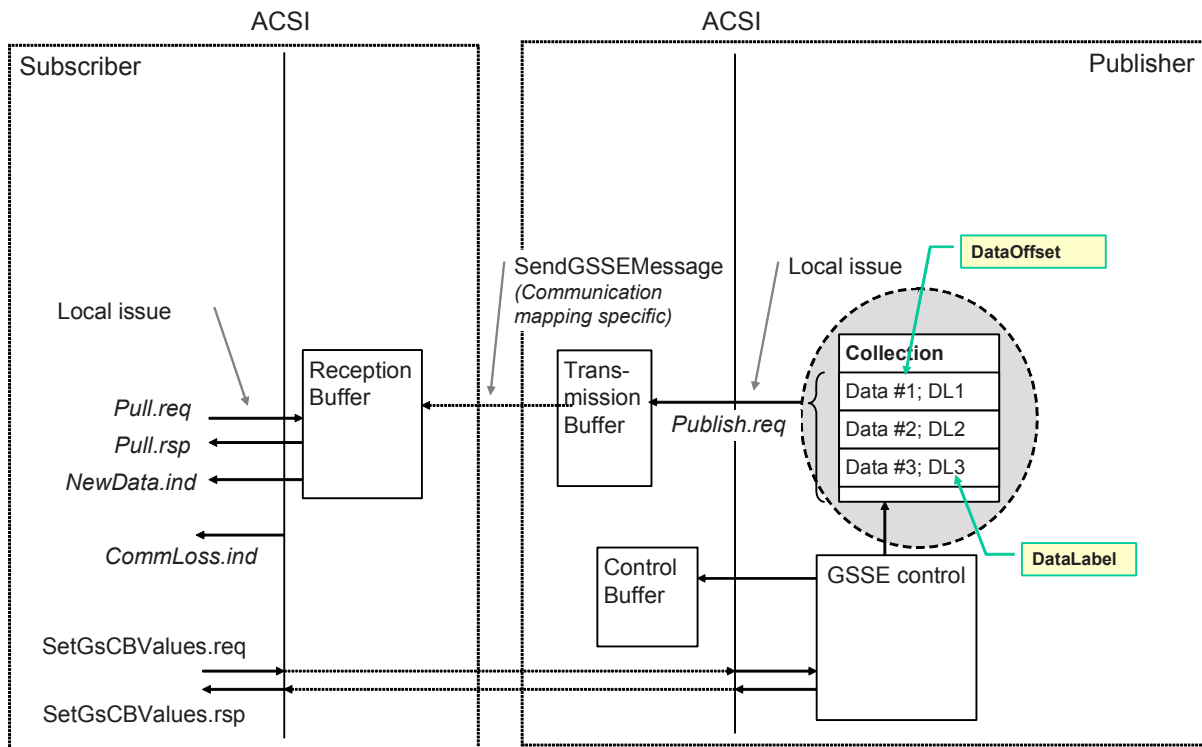 ACSI
ACSI
Subscriber
Publisher
SendGSSEMessage
(Communication
mapping specific)
Local issue
DataOffset
Local issue
Collection
Data #1; DL1
Data #2; DL2
Data #3; DL3
Reception
Buffer
Trans-
mission
Buffer
Publish.req
Pull.req
Pull.rsp
NewData.ind
CommLoss.ind
DataLabel
Control
Buffer
GSSE control
SetGsCBValues.req
SetGsCBValues.rsp